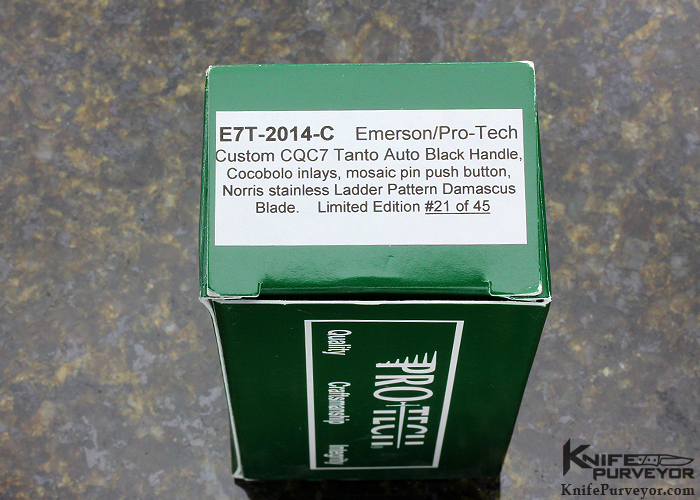 E7T-2014-C Emerson/Pro-Tech
Custom CQC7 Tanto Auto Black Handle,
Cocobolo inlays, mosaic pin push button,
Norris stainless Ladder Pattern Damascus
Blade. Limited Edition #21 of 45
PRO-TECH
Quality Craftsmanship Integrity
KNIFE
PURVEYOR
KnifePurveyor.com